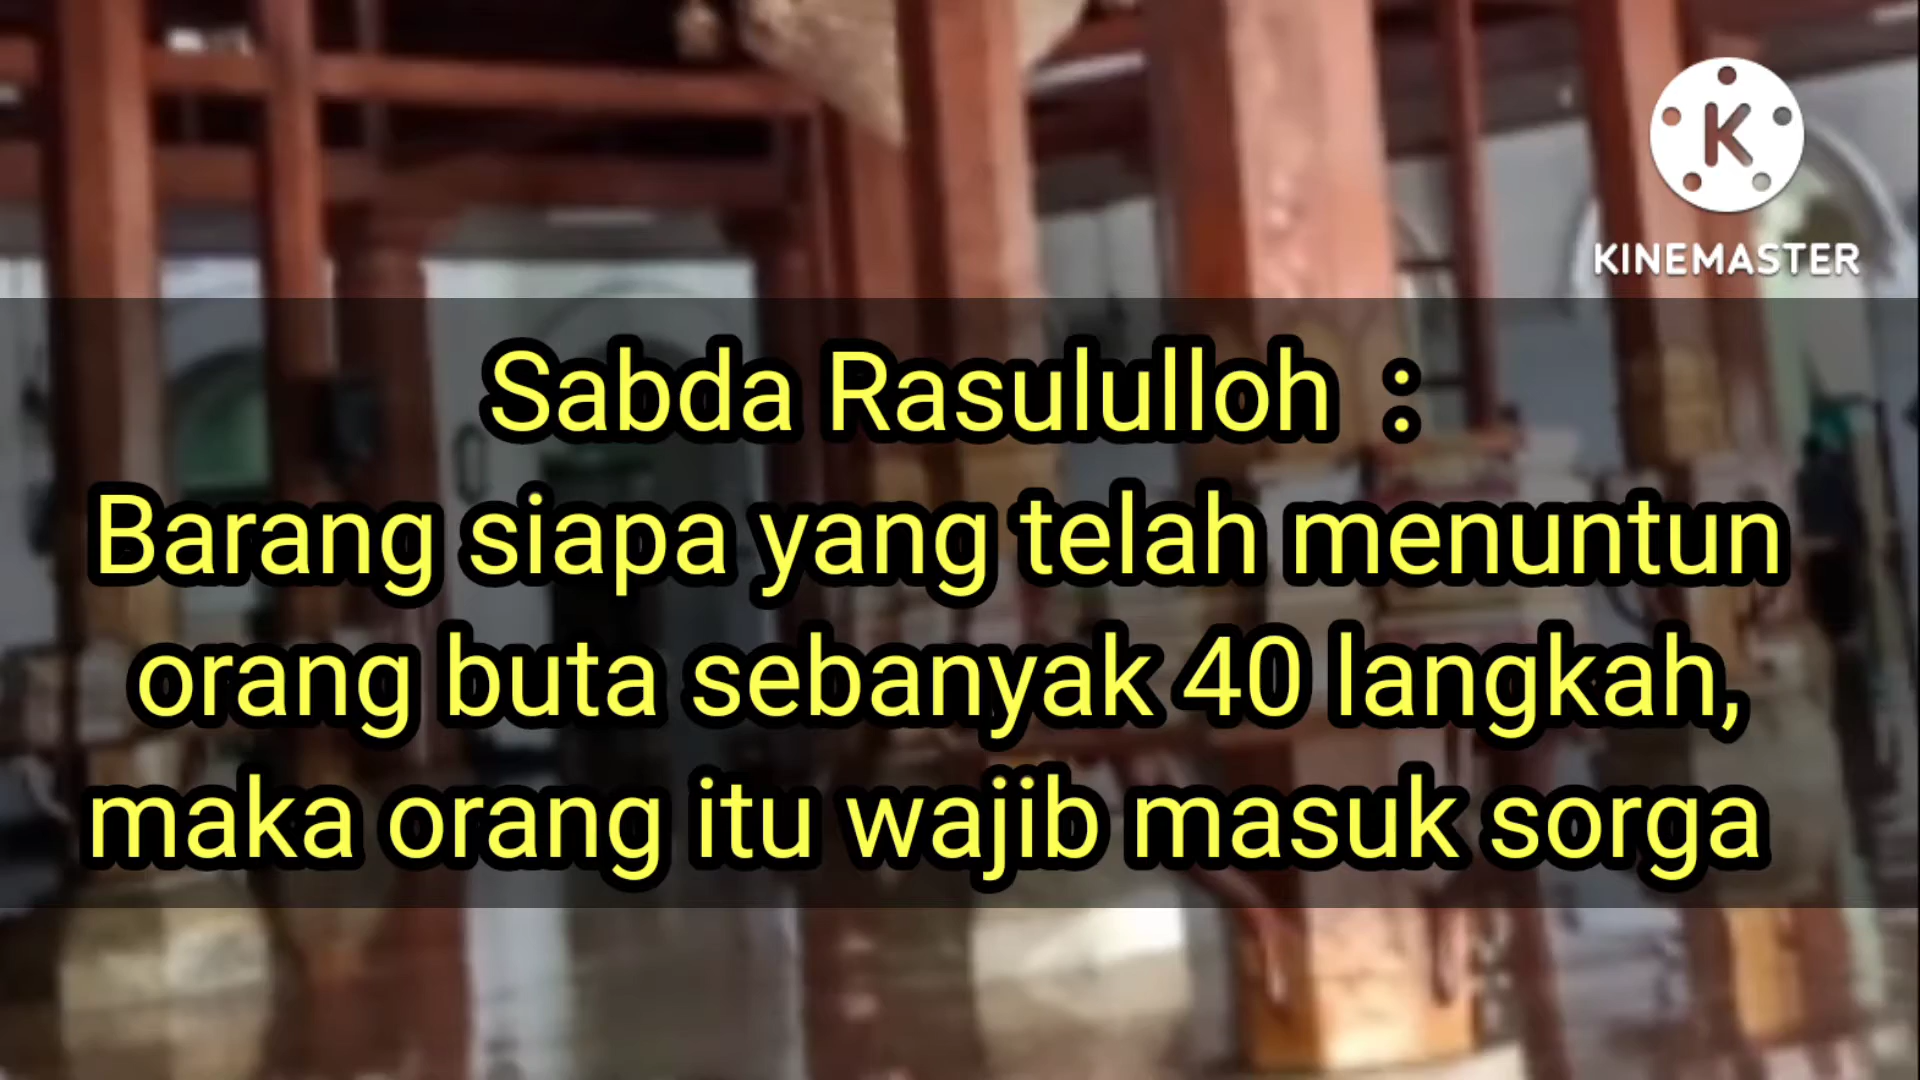 KINEMASTER
Sabda Rasululloh :
Barang siapa yang telah menuntun
orang buta sebanyak 40 langkah,
maka orang itu wajib masuk sorga